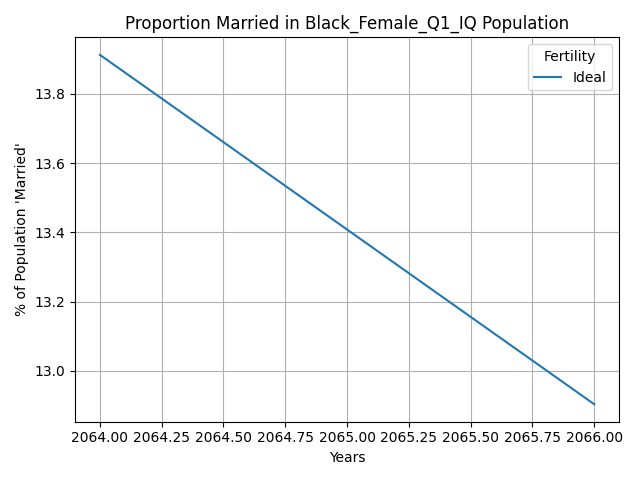 Proportion Married in Black_Female_Q1_IQ Population
Fertility
Ideal
% of Population 'Married'
13.8
13.6
13.4
13.2
13.0
2064.00 2064.25 2064.50 2064.75 2065.00 2065.25 2065.50 2065.75 2066.00
Years